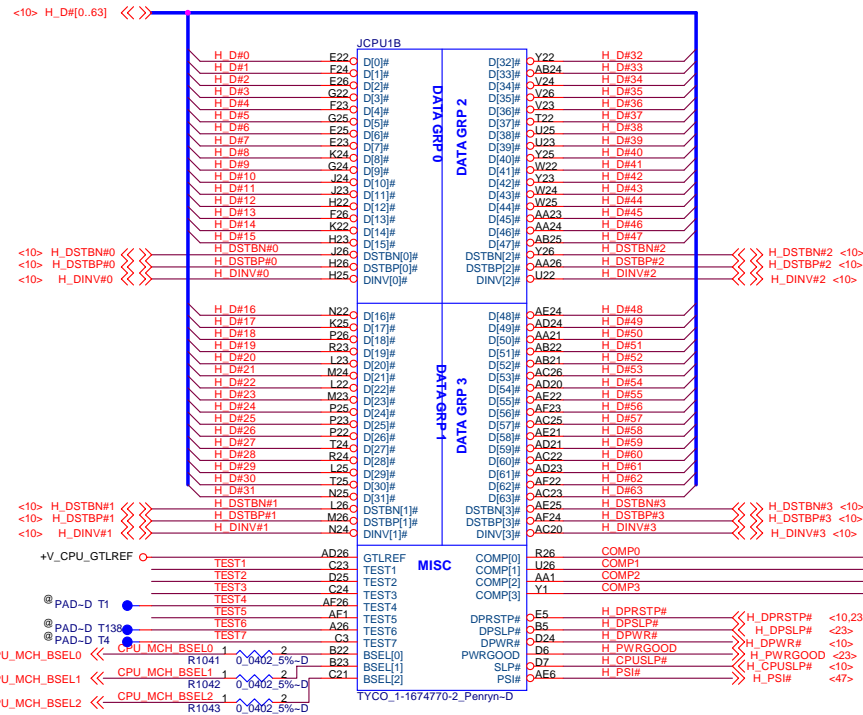 <10> H_D#[0..63]
JCPU1B
H_D#0 E22 D[0]# D[32]# Y22 H_D#32
H_D#1 F24 D[1]# D[33]# AB24 H_D#33
H_D#2 E26 D[2]# D[34]# V24 H_D#34
H_D#3 G22 D[3]# D[35]# V26 H_D#35
H_D#4 F23 D[4]# D[36]# V23 H_D#36
H_D#5 G25 D[5]# D[37]# T22 H_D#37
H_D#6 E25 D[6]# D[38]# U25 H_D#38
H_D#7 E23 D[7]# D[39]# U23 H_D#39
H_D#8 K24 D[8]# D[40]# Y25 H_D#40
H_D#9 G24 D[9]# D[41]# W22 H_D#41
H_D#10 J24 D[10]# D[42]# Y23 H_D#42
H_D#11 J23 D[11]# D[43]# W24 H_D#43
H_D#12 H22 D[12]# D[44]# W25 H_D#44
H_D#13 F26 D[13]# D[45]# AA23 H_D#45
H_D#14 K22 D[14]# D[46]# AA24 H_D#46
H_D#15 H23 D[15]# D[47]# AB25 H_D#47
<10> H_DSTBN#0 H_DSTBN#0 J26 DSTBN[0]# DSTBN[2]# Y26 H_DSTBN#2 H_DSTBN#2 <10>
<10> H_DSTBP#0 H_DSTBP#0 H26 DSTBP[0]# DSTBP[2]# AA26 H_DSTBP#2 H_DSTBP#2 <10>
<10> H_DINV#0 H_DINV#0 H25 DINV[0]# DINV[2]# U22 H_DINV#2 H_DINV#2 <10>
DATA GRP 0
DATA GRP 2
H_D#16 N22 D[16]# D[48]# AE24 H_D#48
H_D#17 K25 D[17]# D[49]# AD24 H_D#49
H_D#18 P26 D[18]# D[50]# AA21 H_D#50
H_D#19 R23 D[19]# D[51]# AB22 H_D#51
H_D#20 L23 D[20]# D[52]# AB21 H_D#52
H_D#21 M24 D[21]# D[53]# AC26 H_D#53
H_D#22 L22 D[22]# D[54]# AD20 H_D#54
H_D#23 M23 D[23]# D[55]# AE22 H_D#55
H_D#24 P25 D[24]# D[56]# AF23 H_D#56
H_D#25 P23 D[25]# D[57]# AC25 H_D#57
H_D#26 P22 D[26]# D[58]# AE21 H_D#58
H_D#27 T24 D[27]# D[59]# AD21 H_D#59
H_D#28 R24 D[28]# D[60]# AC22 H_D#60
H_D#29 L25 D[29]# D[61]# AD23 H_D#61
H_D#30 T25 D[30]# D[62]# AF22 H_D#62
H_D#31 N25 D[31]# D[63]# AC23 H_D#63
<10> H_DSTBN#1 H_DSTBN#1 L26 DSTBN[1]# DSTBN[3]# AE25 H_DSTBN#3 H_DSTBN#3 <10>
<10> H_DSTBP#1 H_DSTBP#1 M26 DSTBP[1]# DSTBP[3]# AF24 H_DSTBP#3 H_DSTBP#3 <10>
<10> H_DINV#1 H_DINV#1 N24 DINV[1]# DINV[3]# AC20 H_DINV#3 H_DINV#3 <10>
DATA GRP 1
DATA GRP 3
+V_CPU_GTLREF AD26 GTLREF MISC COMP[0] R26 COMP0
TEST1 C23 TEST1 COMP[1] U26 COMP1
TEST2 D25 TEST2 COMP[2] AA1 COMP2
TEST3 C24 TEST3 COMP[3] Y1 COMP3
@ PAD~D T1 TEST4 AF26 TEST4
TEST5 AF1 TEST5 DPRSTP# E5 H_DPRSTP# H_DPRSTP# <10,23
@ PAD~D T138 TEST6 A26 TEST6 DPSLP# B5 H_DPSLP# H_DPSLP# <23>
@ PAD~D T4 TEST7 C3 TEST7 DPWR# D24 H_DPWR# H_DPWR# <10>
PU_MCH_BSEL0 CPU_MCH_BSEL0 1 2 B22 BSEL[0] PWRGOOD D6 H_PWRGOOD H_PWRGOOD <23>
R1041 0_0402_5%~D B23 BSEL[1] SLP# D7 H_CPUSLP# H_CPUSLP# <10>
PU_MCH_BSEL1 CPU_MCH_BSEL1 1 2 C21 BSEL[2] PSI# AE6 H_PSI# H_PSI# <47>
R1042 0_0402_5%~D
PU_MCH_BSEL2 CPU_MCH_BSEL2 1 2
R1043 0_0402_5%~D
TYCO_1-1674770-2_Penryn~D